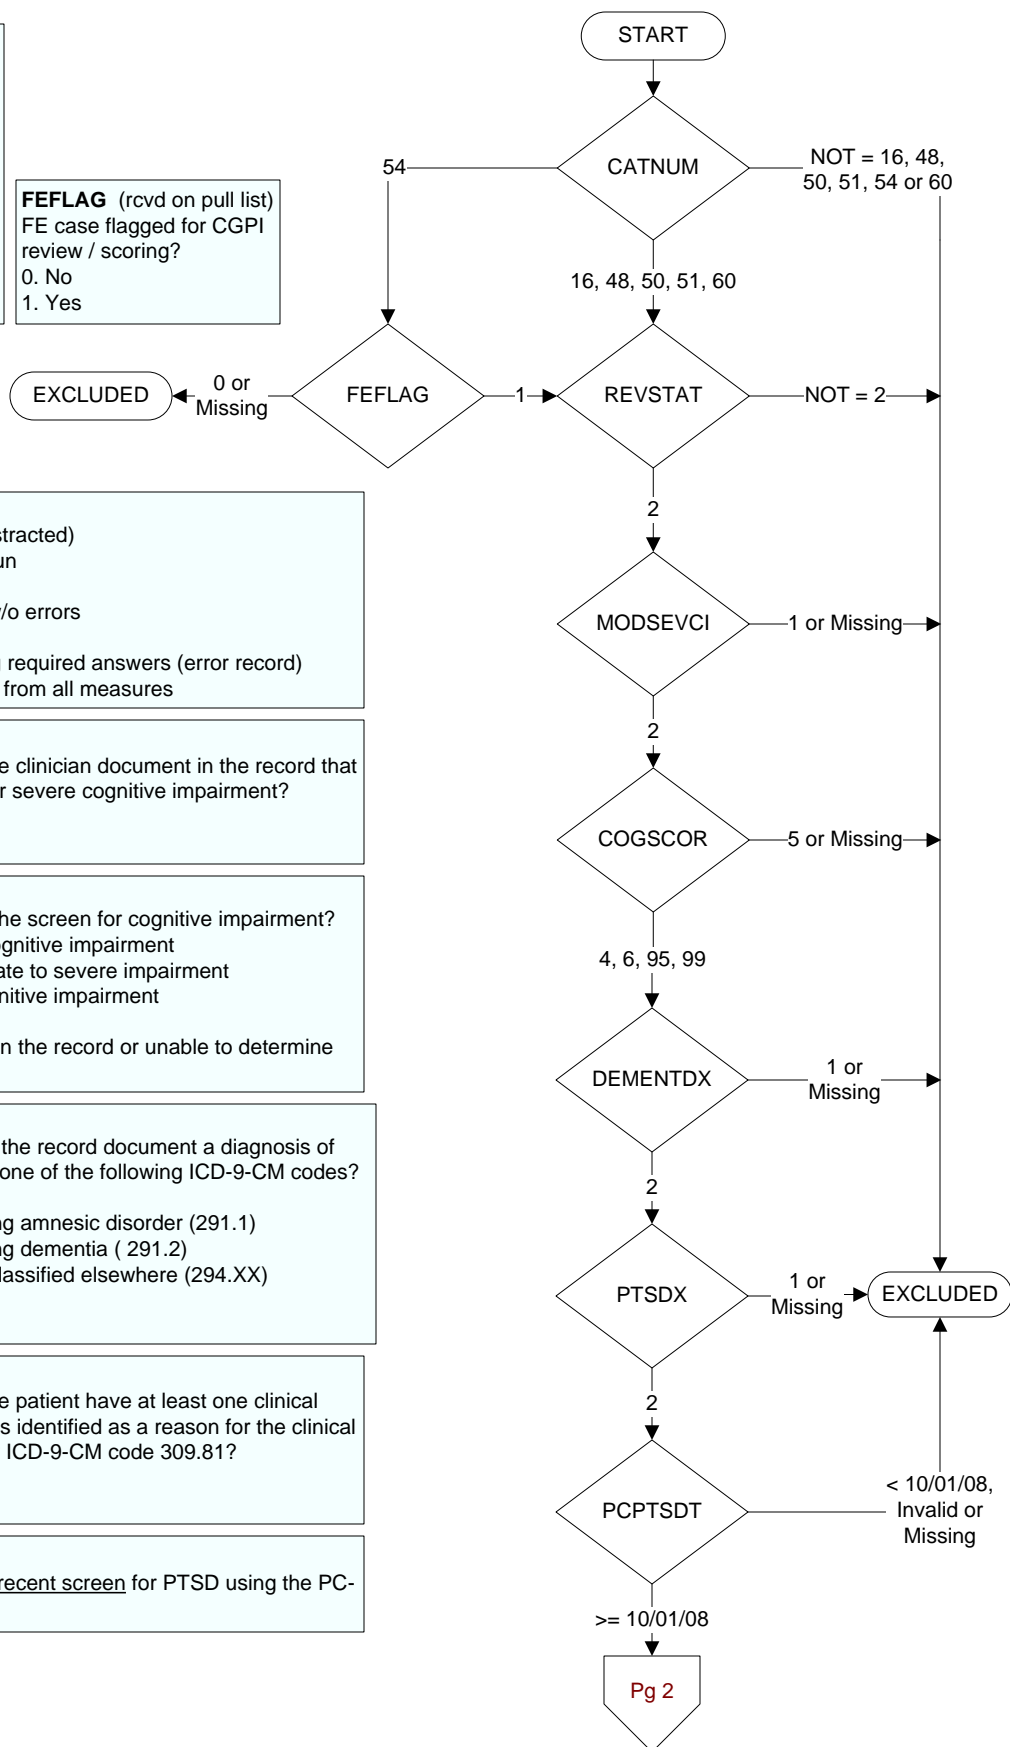 START
CATNUM
54
NOT = 16, 48,
50, 51, 54 or 60
FEFLAG (rcvd on pull list)
FE case flagged for CGPI
review / scoring?
0. No
1. Yes
16, 48, 50, 51, 60
EXCLUDED
0 or
Missing
FEFLAG
1
REVSTAT
NOT = 2
2
required answers (error record)
from all measures
w/o errors
MODSEVCI
1 or Missing
2
clinician document in the record that
severe cognitive impairment?
COGSCOR
5 or Missing
the screen for cognitive impairment?
impairment
to severe impairment
impairment
in the record or unable to determine
4, 6, 95, 99
DEMENTDX
1 or
Missing
the record document a diagnosis of
one of the following ICD-9-CM codes?
amnesic disorder (291.1)
dementia ( 291.2)
elsewhere (294.XX)
2
PTSDX
1 or
Missing
EXCLUDED
patient have at least one clinical
identified as a reason for the clinical
ICD-9-CM code 309.81?
2
PCPTSDT
< 10/01/08,
Invalid or
Missing
recent screen for PTSD using the PC-
>= 10/01/08
Pg 2